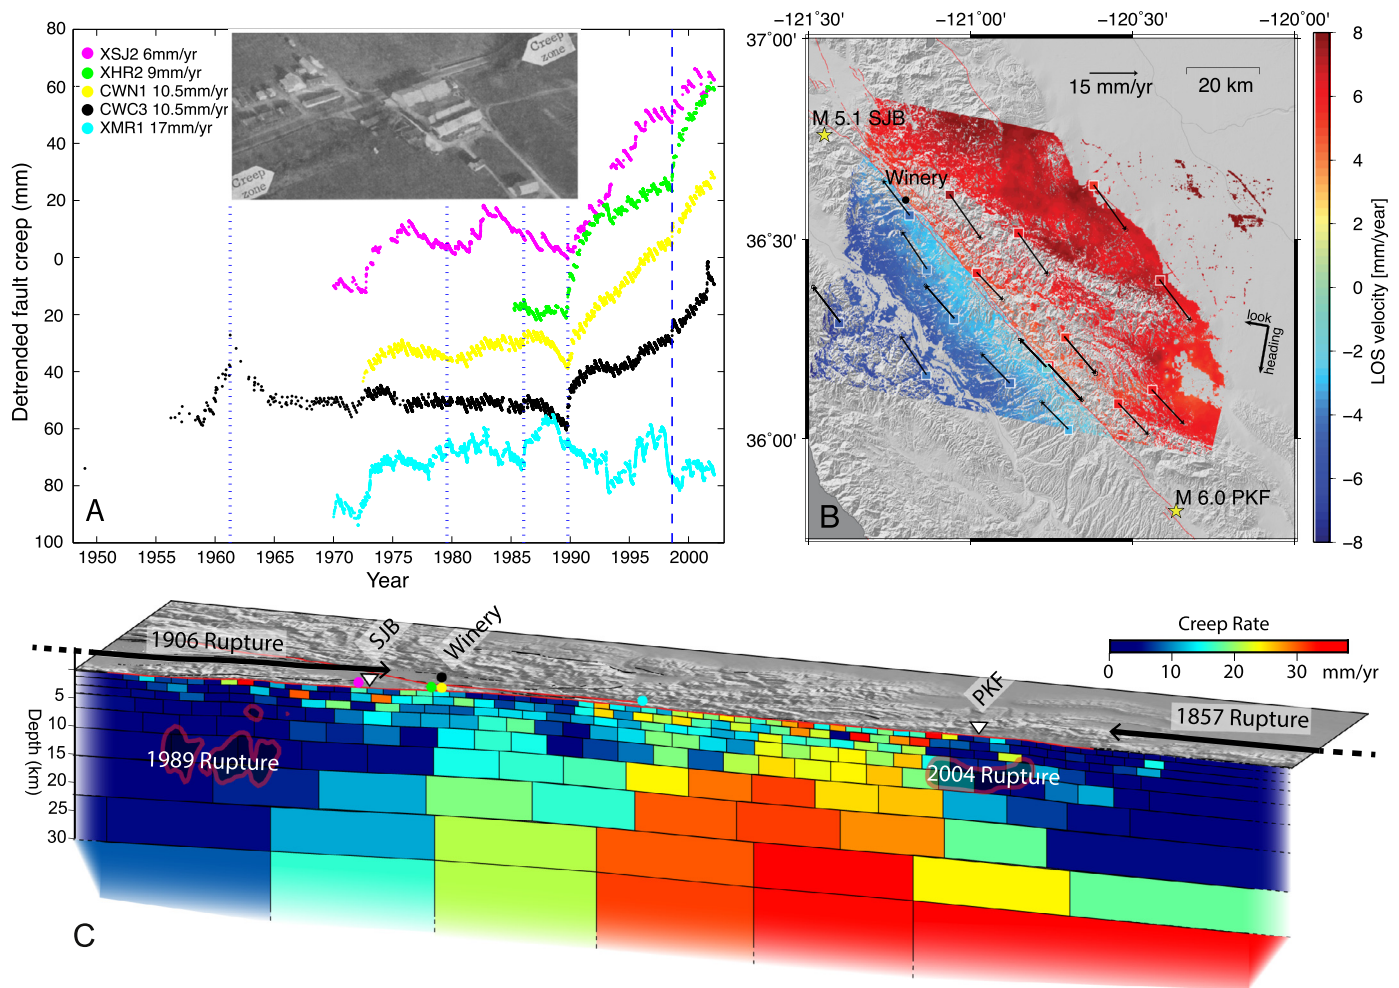 80
60
40
20
0
20
40
60
80
100
Detrended fault creep (mm)
XSJ2 6mm/yr
XHR2 9mm/yr
CWN1 10.5mm/yr
CWC3 10.5mm/yr
XMR1 17mm/yr
Creep
zone
Creep
zone
A
1950 1955 1960 1965 1970 1975 1980 1985 1990 1995 2000
Year
-121°30' -121°00' -120°30' -120°00'
37°00'
36°30'
36°00'
15 mm/yr
20 km
M 5.1 SJB
Winery
look
heading
M 6.0 PKF
B
8
6
4
2
0
−2
−4
−6
−8
LOS velocity [mm/year]
1906 Rupture
SJB
Winery
PKF
1857 Rupture
Creep Rate
0 10 20 30 mm/yr
5
10
15
20
25
30
Depth (km)
1989 Rupture
2004 Rupture
C